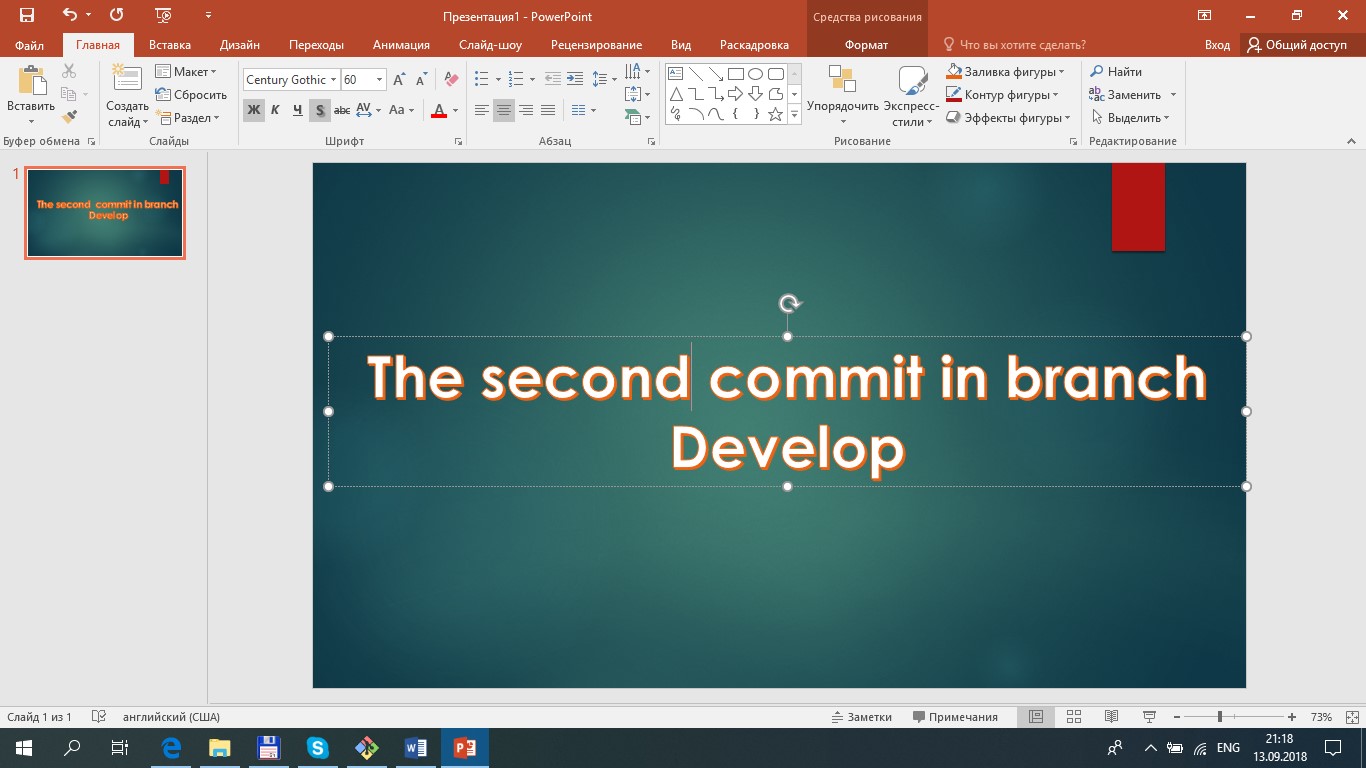 Презентация1 - PowerPoint
Средства рисования
Файл Главная Вставка Дизайн Переходы Анимация Слайд-шоу Рецензирование Вид Раскадровка Формат Что вы хотите сделать? Вход Общий доступ
Вставить
Буфер обмена
Создать слайд
Макет
Сбросить
Раздел
Слайды
Century Gothic 60
Ж К Ч S abc AV Aa A
Шрифт
Абзац
Упорядочить
Экспресс-стили
Заливка фигуры
Контур фигуры
Эффекты фигуры
Рисование
Найти
Заменить
Выделить
Редактирование
1
The second commit in branch
Develop
The second commit in branch
Develop
Слайд 1 из 1 английский (США) Заметки Примечания 73%
ENG
21:18
13.09.2018